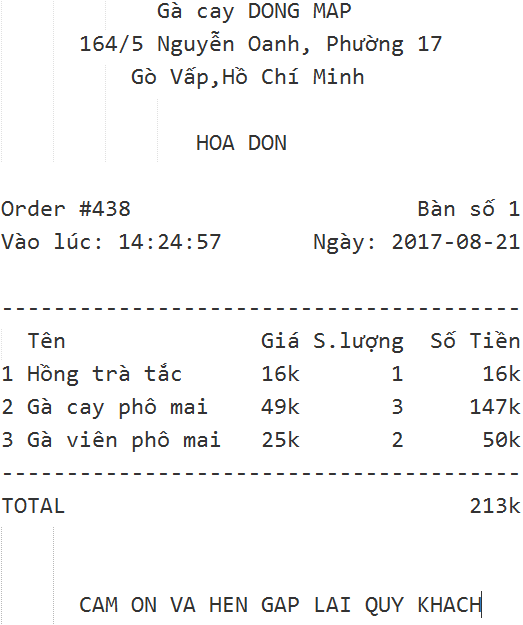 Gà cay DONG MAP
164/5 Nguyễn Oanh, Phường 17
Gò Vấp,Hồ Chí Minh
HOA DON
Order #438 Bàn số 1
Vào lúc: 14:24:57 Ngày: 2017-08-21
----------------------------------------
Tên Giá S.lượng Số Tiền
1 Hồng trà tắc 16k 1 16k
2 Gà cay phô mai 49k 3 147k
3 Gà viên phô mai 25k 2 50k
----------------------------------------
TOTAL 213k
CAM ON VA HEN GAP LAI QUY KHACH